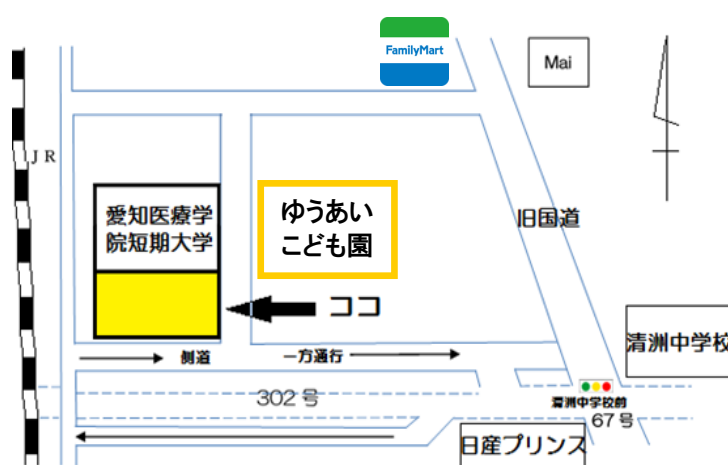 FamilyMart
Mai
JR
愛知医療学
院短期大学
ゆうあい
こども園
旧国道
ココ
清洲中学校
側道
一方通行
302号
清洲中学校前
67号
日産プリンス